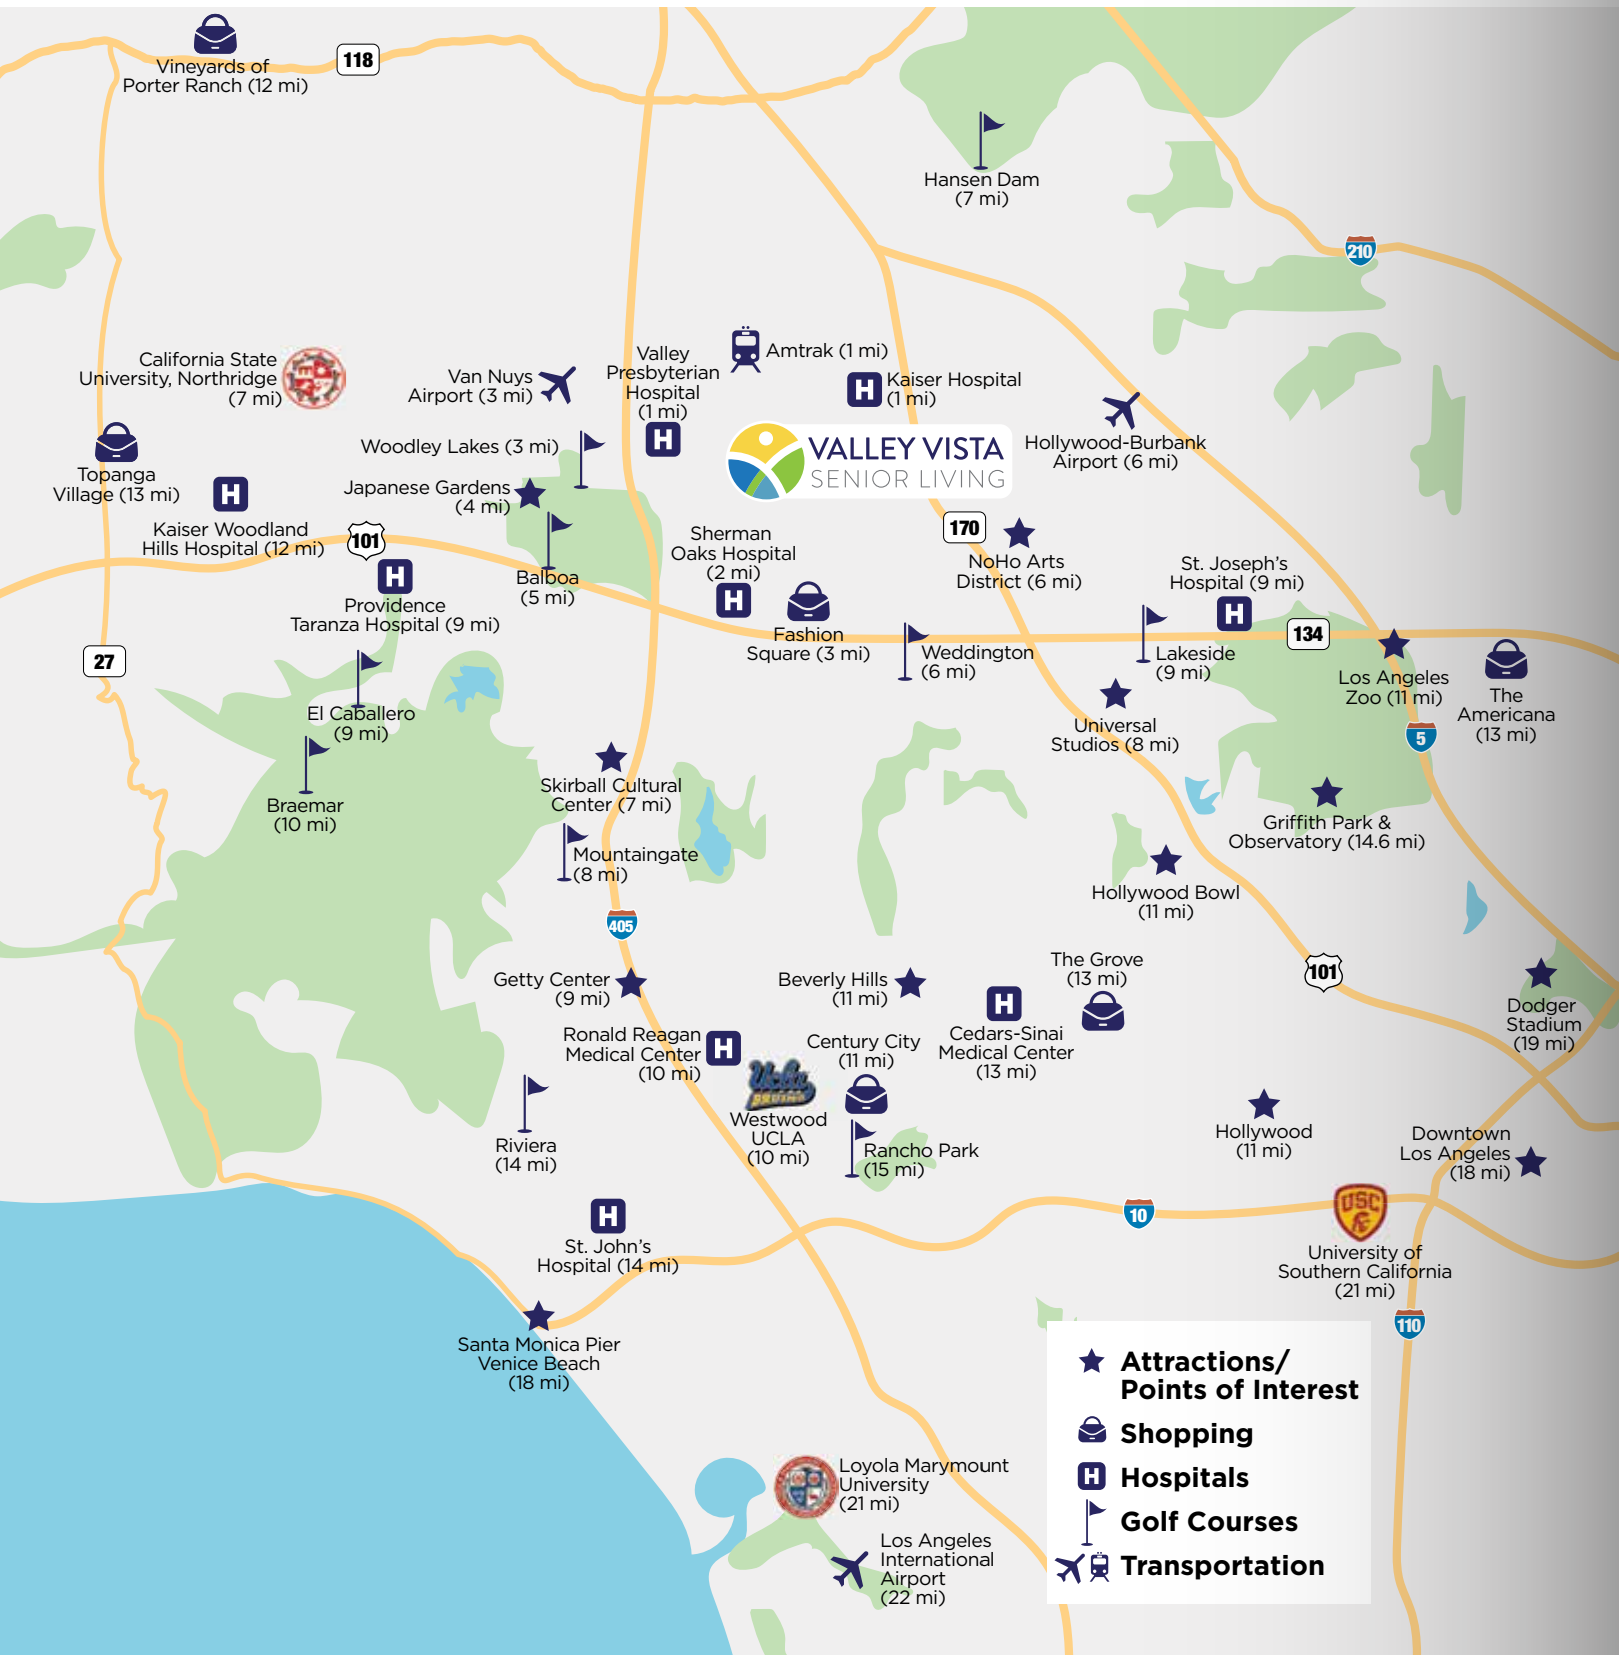 Vineyards of
Porter Ranch (12 mi)
118
Hansen Dam
(7 mi)
210
California State
University, Northridge
(7 mi)
Van Nuys
Airport (3 mi)
Valley
Presbyterian
Hospital
(1 mi)
Amtrak (1 mi)
H
Kaiser Hospital
(1 mi)
Woodley Lakes (3 mi)
H
VALLEY VISTA
SENIOR LIVING
Hollywood-Burbank
Airport (6 mi)
Topanga
Village (13 mi)
H
Kaiser Woodland
Hills Hospital (12 mi)
Japanese Gardens
(4 mi)
101
Balboa
(5 mi)
Sherman
Oaks Hospital
(2 mi)
H
170
NoHo Arts
District (6 mi)
St. Joseph's
Hospital (9 mi)
H
H
Providence
Taranza Hospital (9 mi)
Fashion
Square (3 mi)
Weddington
(6 mi)
Lakeside
(9 mi)
134
27
Los Angeles
Zoo (11 mi)
The
Americana
(13 mi)
El Caballero
(9 mi)
Universal
Studios (8 mi)
5
Braemar
(10 mi)
Skirball Cultural
Center (7 mi)
Griffith Park &
Observatory (14.6 mi)
Mountaingate
(8 mi)
Hollywood Bowl
(11 mi)
405
Getty Center
(9 mi)
Beverly Hills
(11 mi)
The Grove
(13 mi)
101
H
Cedars-Sinai
Medical Center
(13 mi)
Dodger
Stadium
(19 mi)
Ronald Reagan
Medical Center
(10 mi)
H
Century City
(11 mi)
Ucla
BRUINS
Westwood
UCLA
(10 mi)
Riviera
(14 mi)
Rancho Park
(15 mi)
Hollywood
(11 mi)
Downtown
Los Angeles
(18 mi)
H
St. John's
Hospital (14 mi)
10
USC
University of
Southern California
(21 mi)
Santa Monica Pier
Venice Beach
(18 mi)
110
Loyola Marymount
University
(21 mi)
Los Angeles
International
Airport
(22 mi)
Attractions/
Points of Interest
Shopping
H
Hospitals
Golf Courses
Transportation